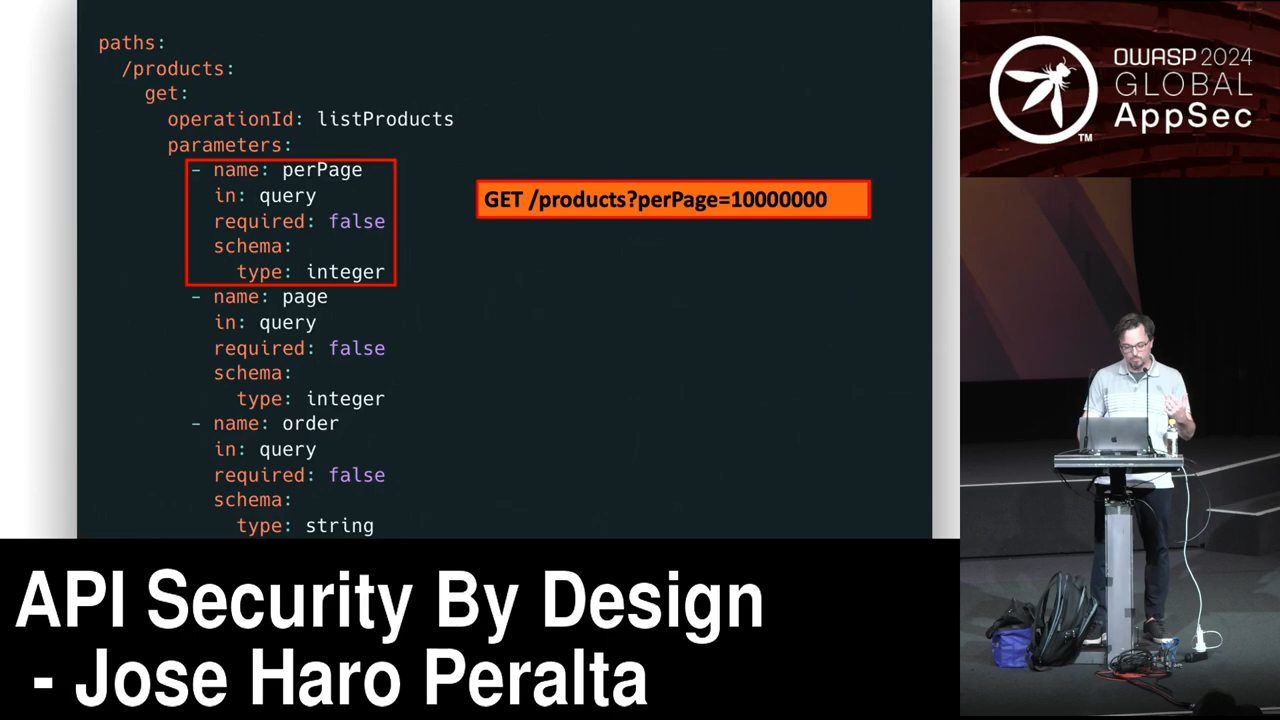 paths:
/products:
get:
operationId: listProducts
parameters:
- name: perPage
in: query
required: false
schema:
type: integer
- name: page
in: query
required: false
schema:
type: integer
- name: order
in: query
required: false
schema:
type: string
GET /products?perPage=10000000
OWASP 2024
GLOBAL
AppSec
TM
API Security By Design
- Jose Haro Peralta